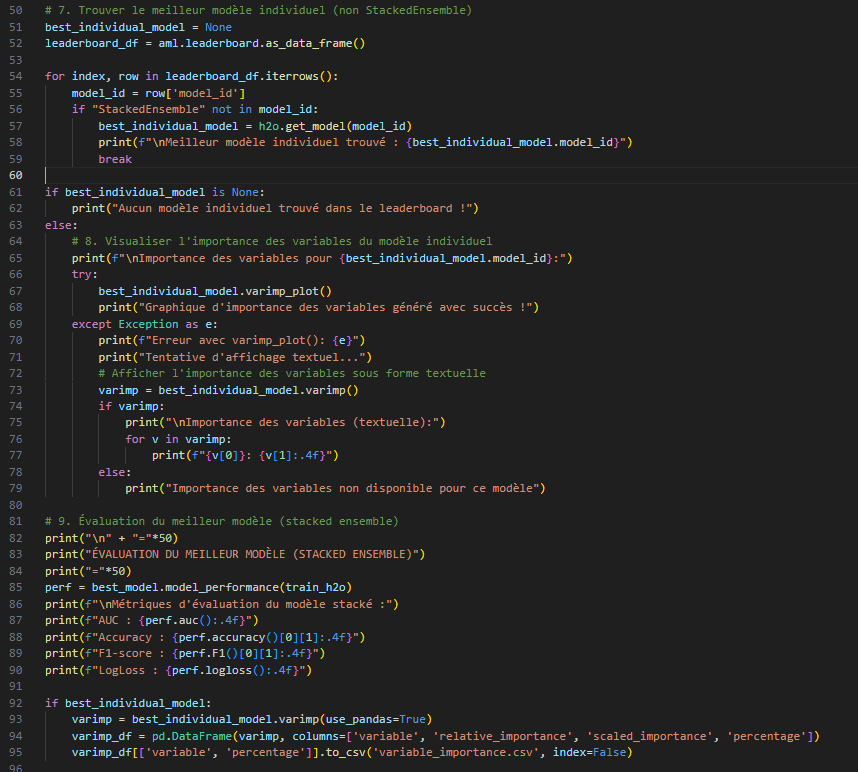 50 # 7. Trouver le meilleur modèle individuel (non StackedEnsemble)
51 best_individual_model = None
52 leaderboard_df = aml.leaderboard.as_data_frame()
53
54 for index, row in leaderboard_df.iterrows():
55     model_id = row['model_id']
56     if "StackedEnsemble" not in model_id:
57         best_individual_model = h2o.get_model(model_id)
58         print(f"\nMeilleur modèle individuel trouvé : {best_individual_model.model_id}")
59         break
60
61 if best_individual_model is None:
62     print("Aucun modèle individuel trouvé dans le leaderboard !")
63 else:
64     # 8. Visualiser l'importance des variables du modèle individuel
65     print(f"\nImportance des variables pour {best_individual_model.model_id}:")
66     try:
67         best_individual_model.varimp_plot()
68         print("Graphique d'importance des variables généré avec succès !")
69     except Exception as e:
70         print(f"Erreur avec varimp_plot(): {e}")
71         print("Tentative d'affichage textuel...")
72         # Afficher l'importance des variables sous forme textuelle
73         varimp = best_individual_model.varimp()
74         if varimp:
75             print("\nImportance des variables (textuelle):")
76             for v in varimp:
77                 print(f"{v[0]}: {v[1]:.4f}")
78         else:
79             print("Importance des variables non disponible pour ce modèle")
80
81 # 9. Évaluation du meilleur modèle (stacked ensemble)
82 print("\n" + "="*50)
83 print("ÉVALUATION DU MEILLEUR MODÈLE (STACKED ENSEMBLE)")
84 print("="*50)
85 perf = best_model.model_performance(train_h2o)
86 print(f"\nMétriques d'évaluation du modèle stacké :")
87 print(f"AUC : {perf.auc():.4f}")
88 print(f"Accuracy : {perf.accuracy()[0][1]:.4f}")
89 print(f"F1-score : {perf.F1()[0][1]:.4f}")
90 print(f"LogLoss : {perf.logloss():.4f}")
91
92 if best_individual_model:
93     varimp = best_individual_model.varimp(use_pandas=True)
94     varimp_df = pd.DataFrame(varimp, columns=['variable', 'relative_importance', 'scaled_importance', 'percentage'])
95     varimp_df[['variable', 'percentage']].to_csv('variable_importance.csv', index=False)
96